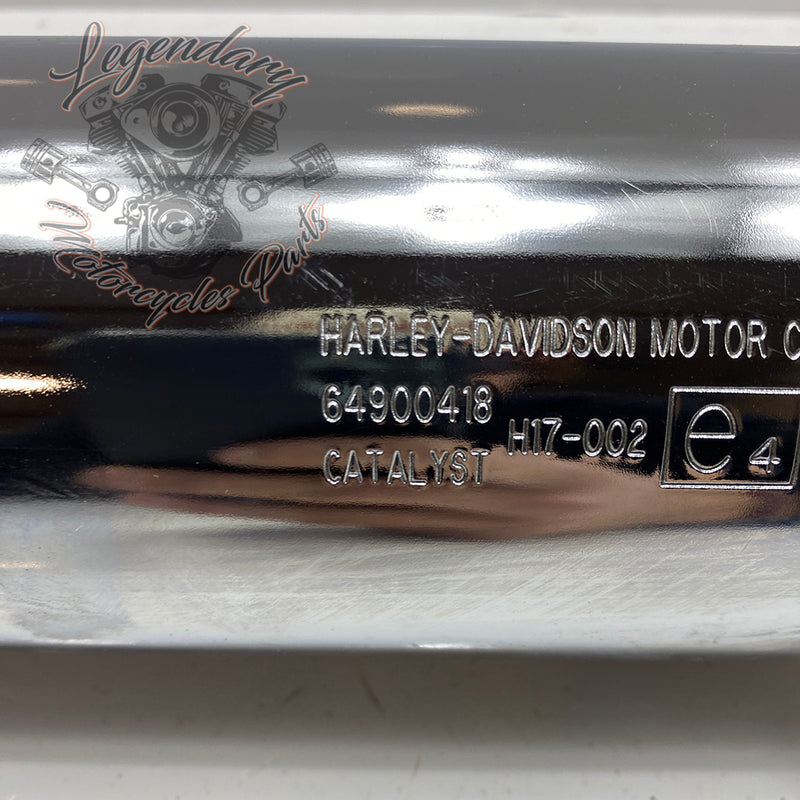 Legendary
Motorcycles Parts
HARLEY-DAVIDSON MOTOR C
64900418
H17-002
e4
CATALYST